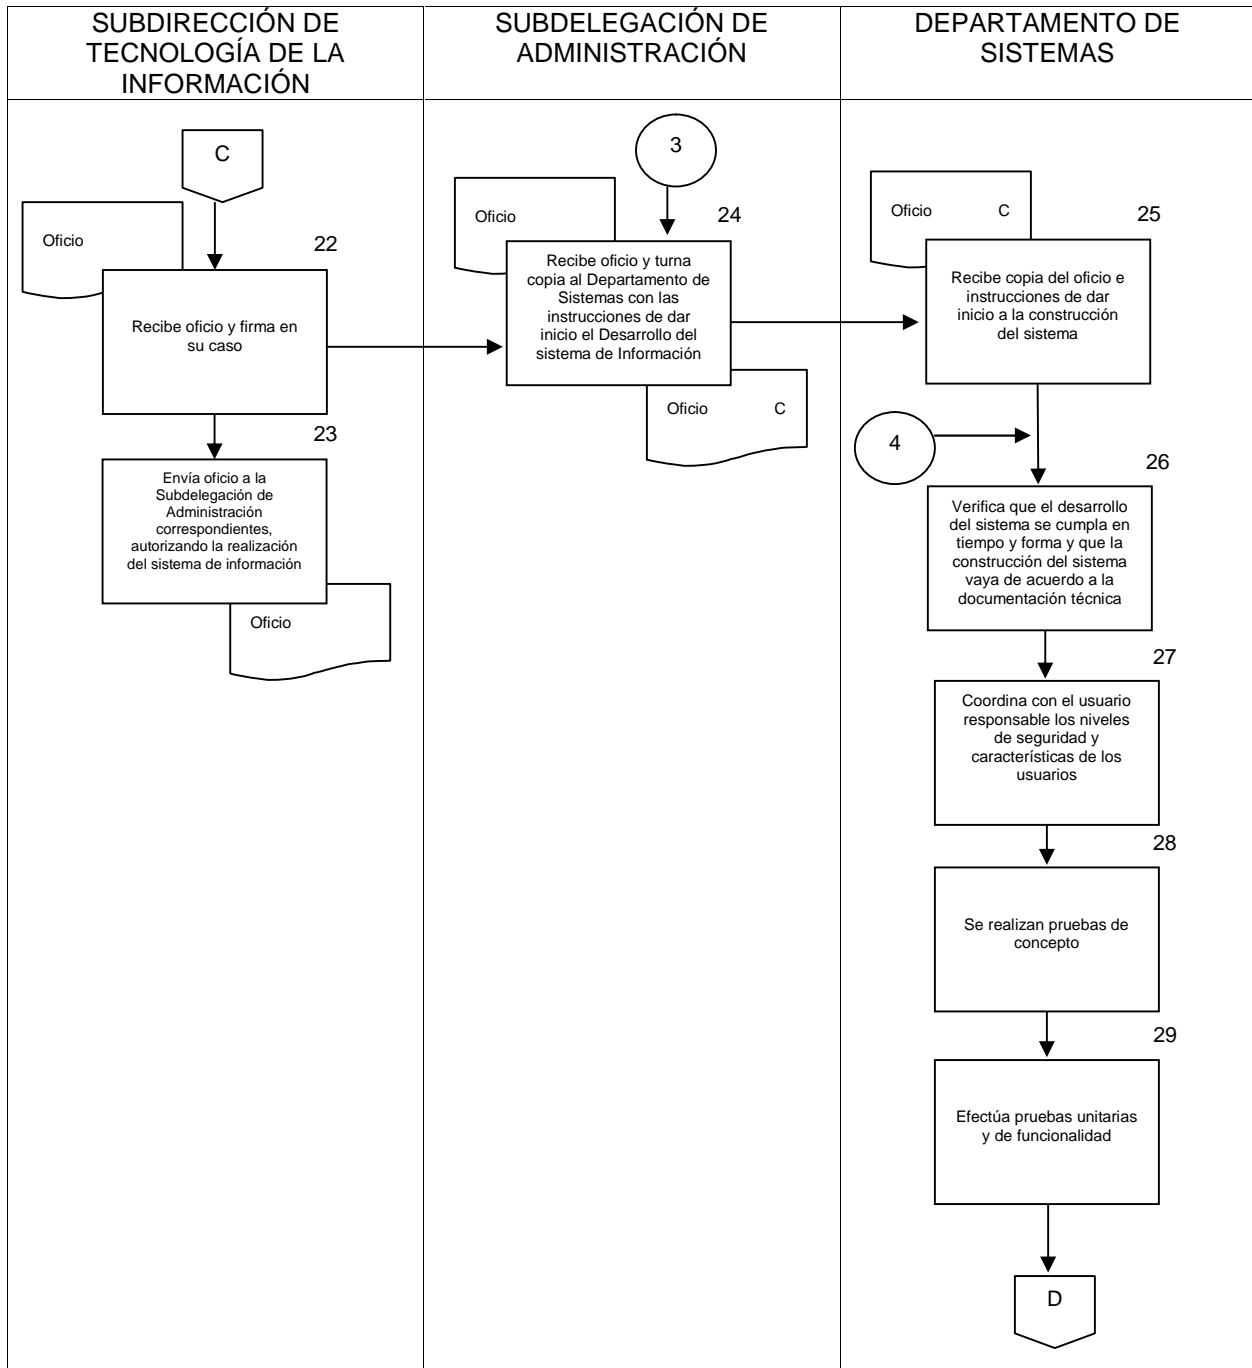 SUBDIRECCIÓN DE
TECNOLOGÍA DE LA
INFORMACIÓN
SUBDELEGACIÓN DE
ADMINISTRACIÓN
DEPARTAMENTO DE
SISTEMAS
C
Oficio
22
Recibe oficio y firma en
su caso
23
Envía oficio a la
Subdelegación de
Administración
correspondientes,
autorizando la realización
del sistema de información
Oficio
3
Oficio
24
Recibe oficio y turna
copia al Departamento de
Sistemas con las
instrucciones de dar
inicio el Desarrollo del
sistema de Información
Oficio C
Oficio C
25
Recibe copia del oficio e
instrucciones de dar
inicio a la construcción
del sistema
4
26
Verifica que el desarrollo
del sistema se cumpla en
tiempo y forma y que la
construcción del sistema
vaya de acuerdo a la
documentación técnica
27
Coordina con el usuario
responsable los niveles
de seguridad y
características de los
usuarios
28
Se realizan pruebas de
concepto
29
Efectúa pruebas unitarias
y de funcionalidad
D